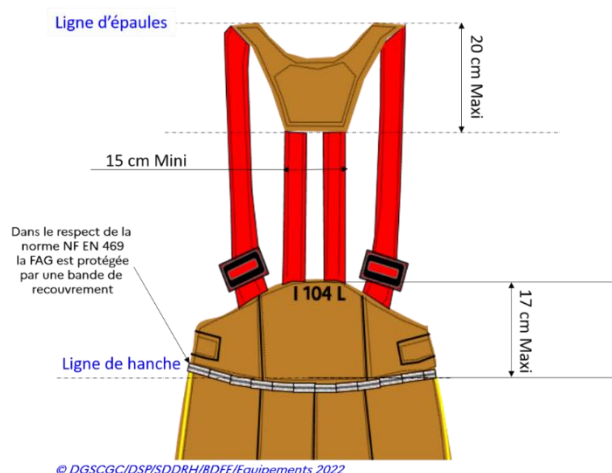 Ligne d'épaules
20 cm Maxi
15 cm Mini
Dans le respect de la
norme NF EN 469
la FAG est protégée
par une bande de
recouvrement
I 104 L
17 cm Maxi
Ligne de hanche
© DGSCGC/DSP/SDDRH/BDFE/Equipements 2022